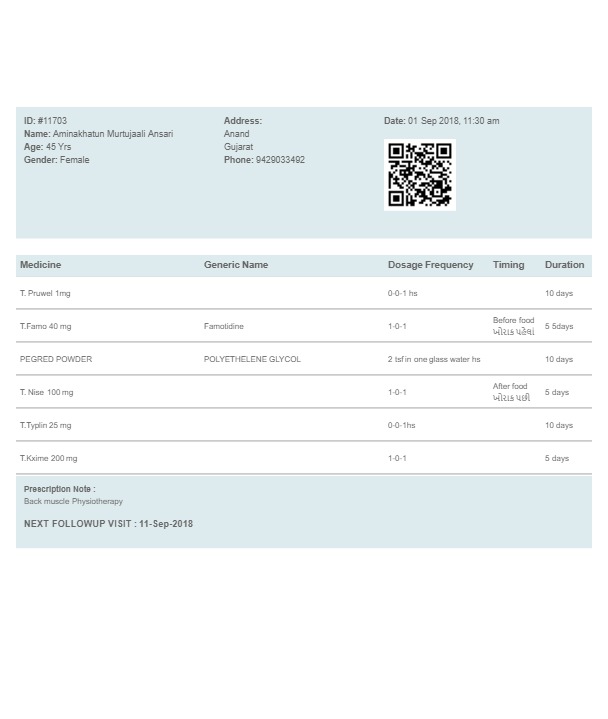 ID: #11703
Name: Aminakhatun Murtujaali Ansari
Age: 45 Yrs
Gender: Female
Address:
Anand
Gujarat
Phone: 9429033492
Date: 01 Sep 2018, 11:30 am
Medicine Generic Name Dosage Frequency Timing Duration
T. Pruwel 1mg 0-0-1 hs 10 days
T.Famo 40 mg Famotidine 1-0-1 Before food 5 5days
ખોરાક પહેલાં
PEGRED POWDER POLYETHELENE GLYCOL 2 tsf in one glass water hs 10 days
T. Nise 100 mg 1-0-1 After food 5 days
ખોરાક પછી
T.Typlin 25 mg 0-0-1hs 10 days
T.Kxime 200 mg 1-0-1 5 days
Prescription Note :
Back muscle Physiotherapy
NEXT FOLLOWUP VISIT : 11-Sep-2018